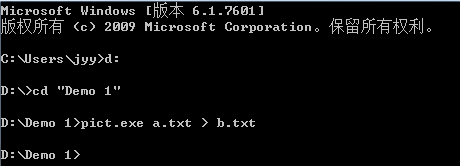 Microsoft Windows [版本 6.1.7601]
版权所有 (c) 2009 Microsoft Corporation。保留所有权利。
C:\Users\jyy>d:
D:\>cd "Demo 1"
D:\Demo 1>pict.exe a.txt > b.txt
D:\Demo 1>